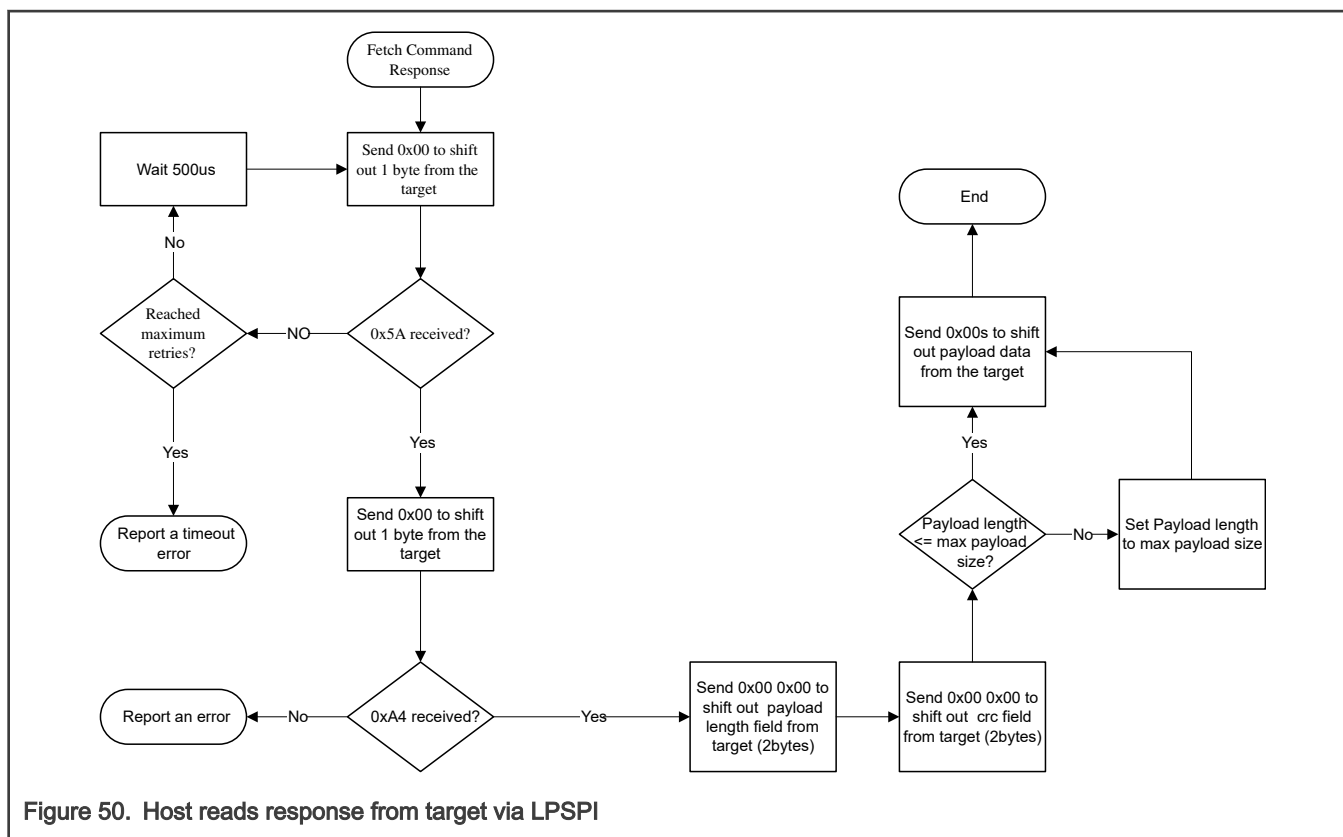 Fetch Command
Response
Wait 500us
Send 0x00 to shift
out 1 byte from the
target
No
Reached
maximum
retries?
NO
0x5A received?
Yes
Report a timeout
error
Yes
Send 0x00 to shift
out 1 byte from the
target
Report an error
No
0xA4 received?
Yes
Send 0x00 0x00 to
shift out  payload
length field from
target (2bytes)
Send 0x00 0x00 to
shift out  crc field
from target (2bytes)
Payload length
<= max payload
size?
No
Set Payload length
to max payload size
Yes
Send 0x00s to shift
out payload data
from the target
End
Figure 50.  Host reads response from target via LPSPI